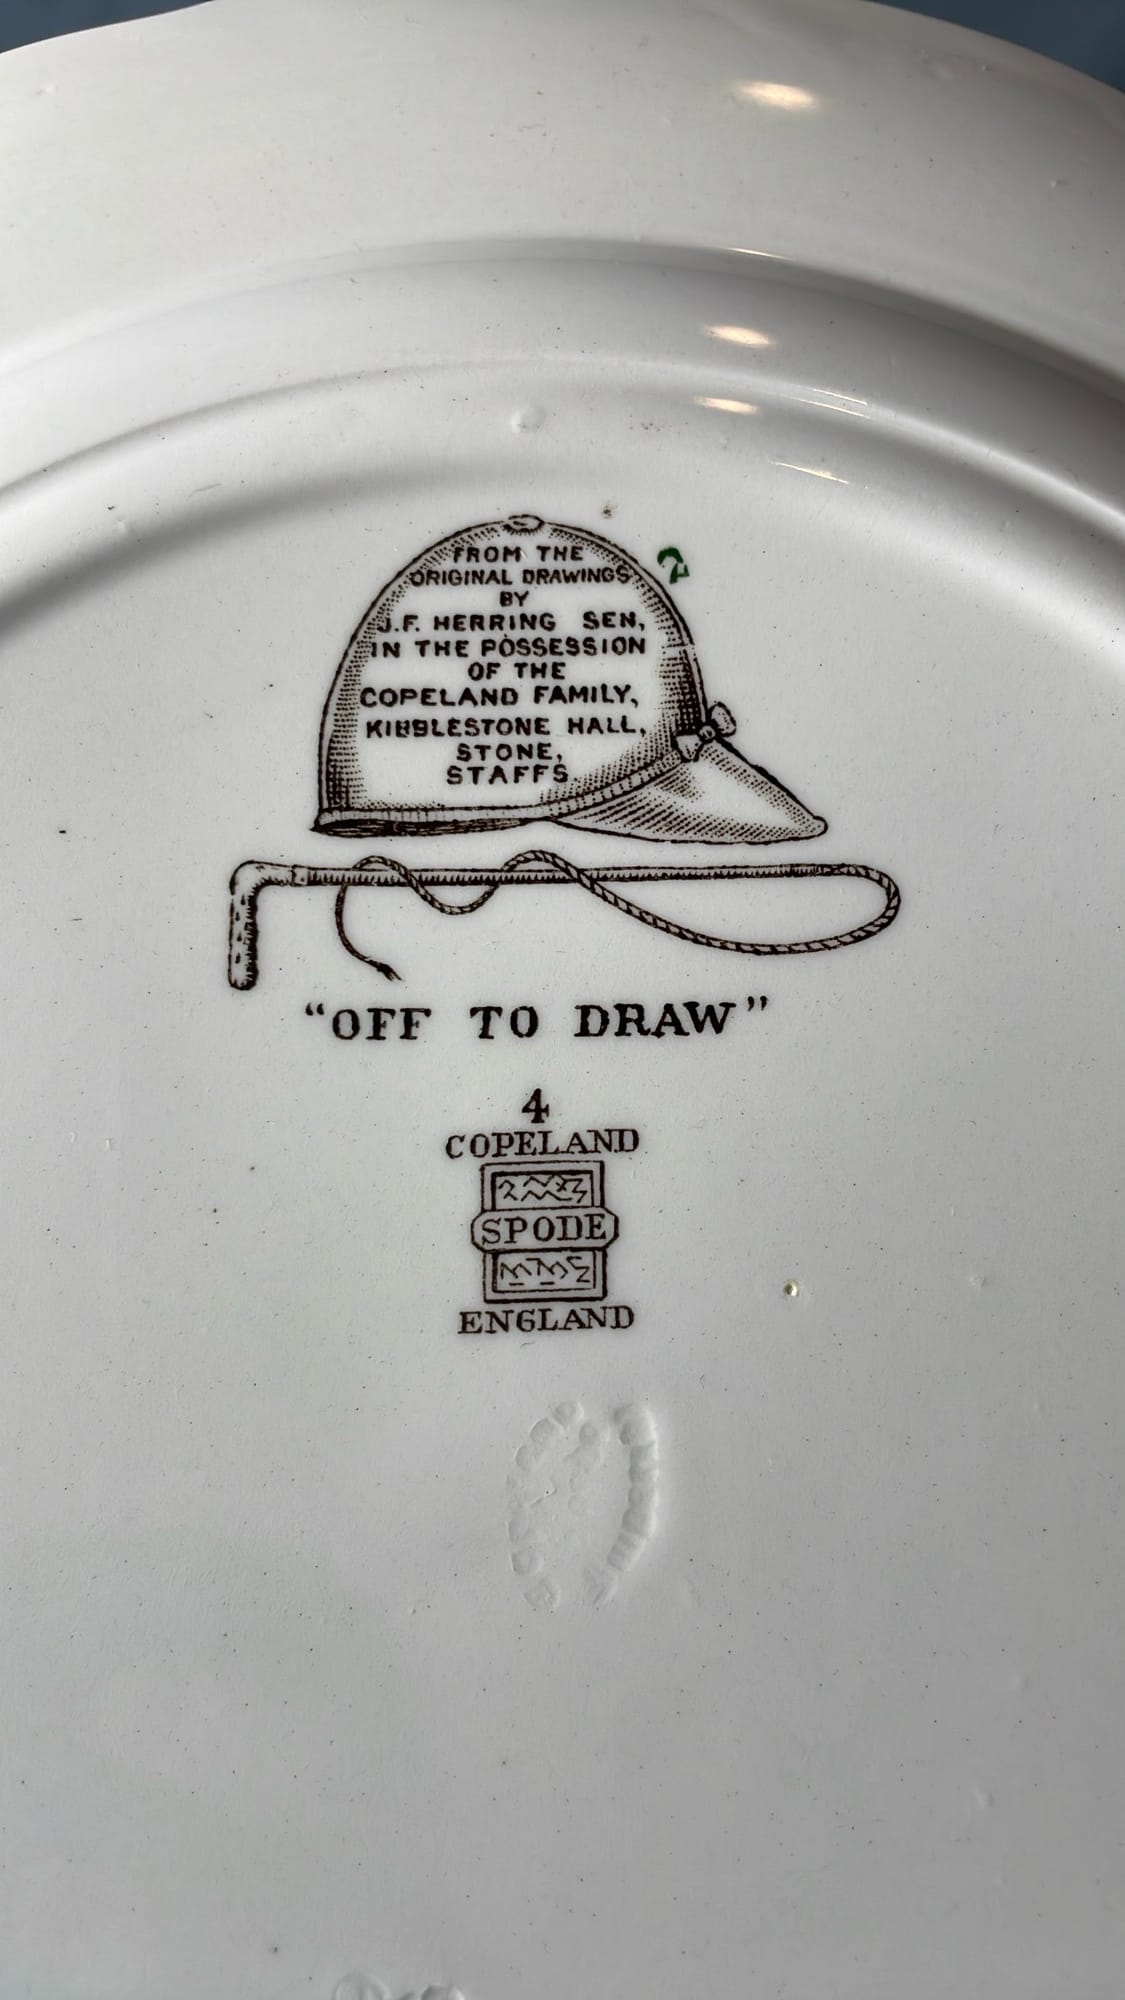 FROM THE
ORIGINAL DRAWINGS
BY
J.F. HERRING SEN,
IN THE POSSESSION
OF THE
COPELAND FAMILY,
KIBBLESTONE HALL,
STONE,
STAFFS.
2
"OFF TO DRAW"
4
COPELAND
SPODE
ENGLAND